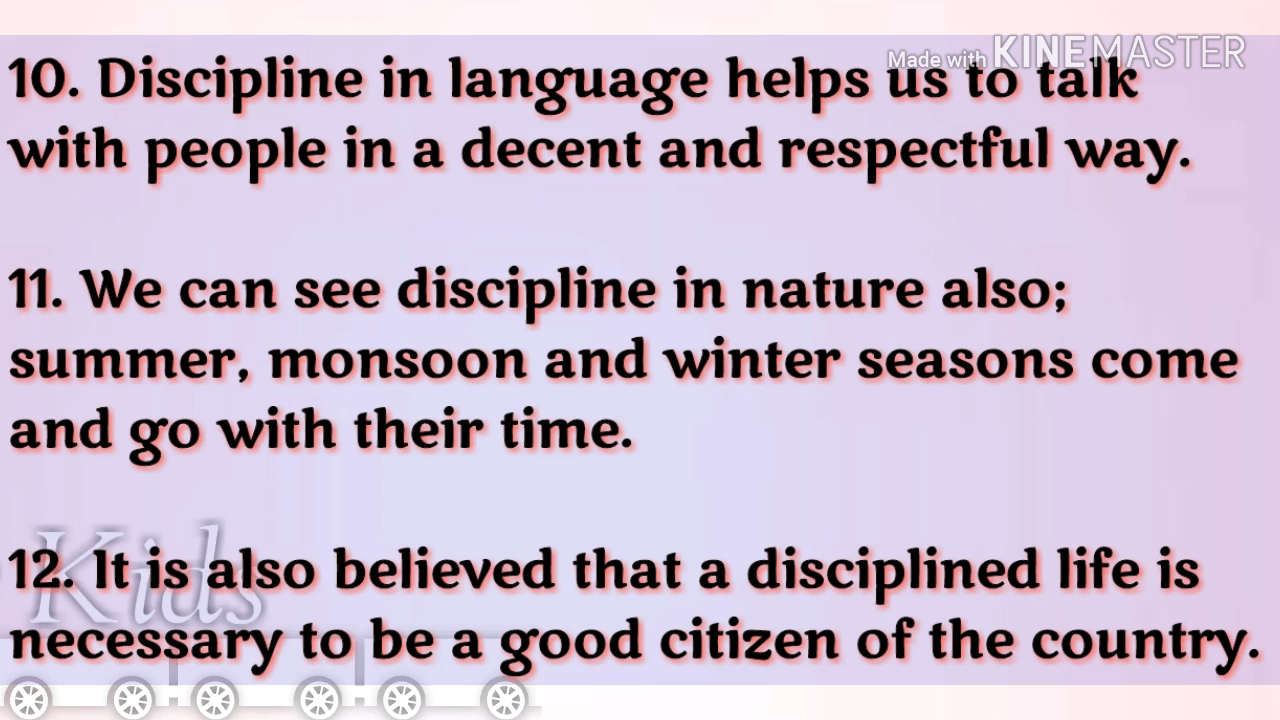 Made with KINEMASTER
10. Discipline in language helps us to talk
with people in a decent and respectful way.
11. We can see discipline in nature also;
summer, monsoon and winter seasons come
and go with their time.
Kids
12. It is also believed that a disciplined life is
necessary to be a good citizen of the country.